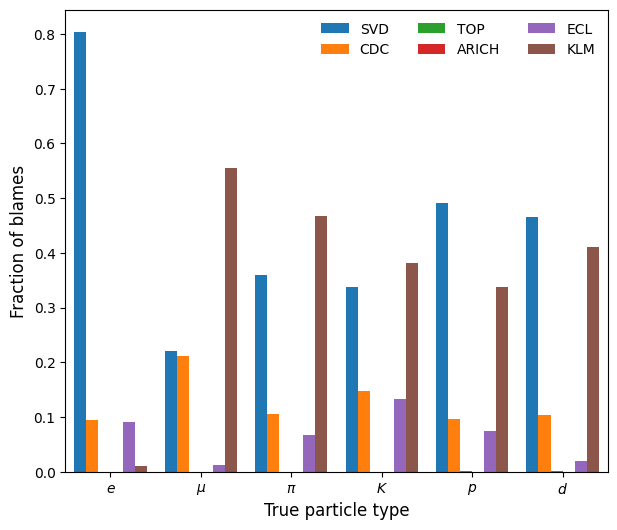 SVD TOP ECL
CDC ARICH KLM
Fraction of blames
0.8
0.7
0.6
0.5
0.4
0.3
0.2
0.1
0.0
e μ π K p d
True particle type